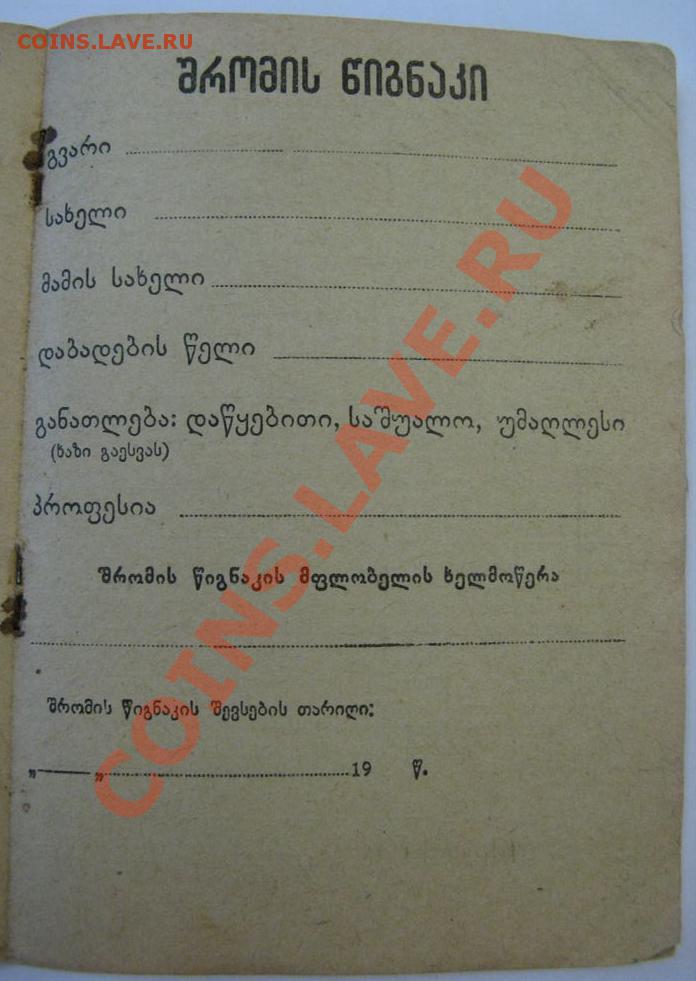 COINS.LAVE.RU
შრომის წიგნაკი
გვარი
სახელი
მამის სახელი
დაბადების წელი
განათლება: დაწყებითი, საშუალო, უმაღლესი
(ხაზი გაესვას)
პროფესია
შრომის წიგნაკის მფლობელის ხელმოწერა
შრომის წიგნაკის შევსების თარიღი:
„ — „ 19 წ.
COINS.LAVE.RU